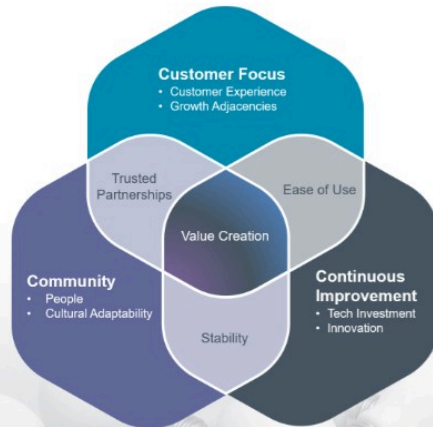 Customer Focus
• Customer Experience
• Growth Adjacencies
Trusted
Partnerships
Ease of Use
Value Creation
Community
• People
• Cultural Adaptability
Continuous
Improvement
• Tech Investment
• Innovation
Stability